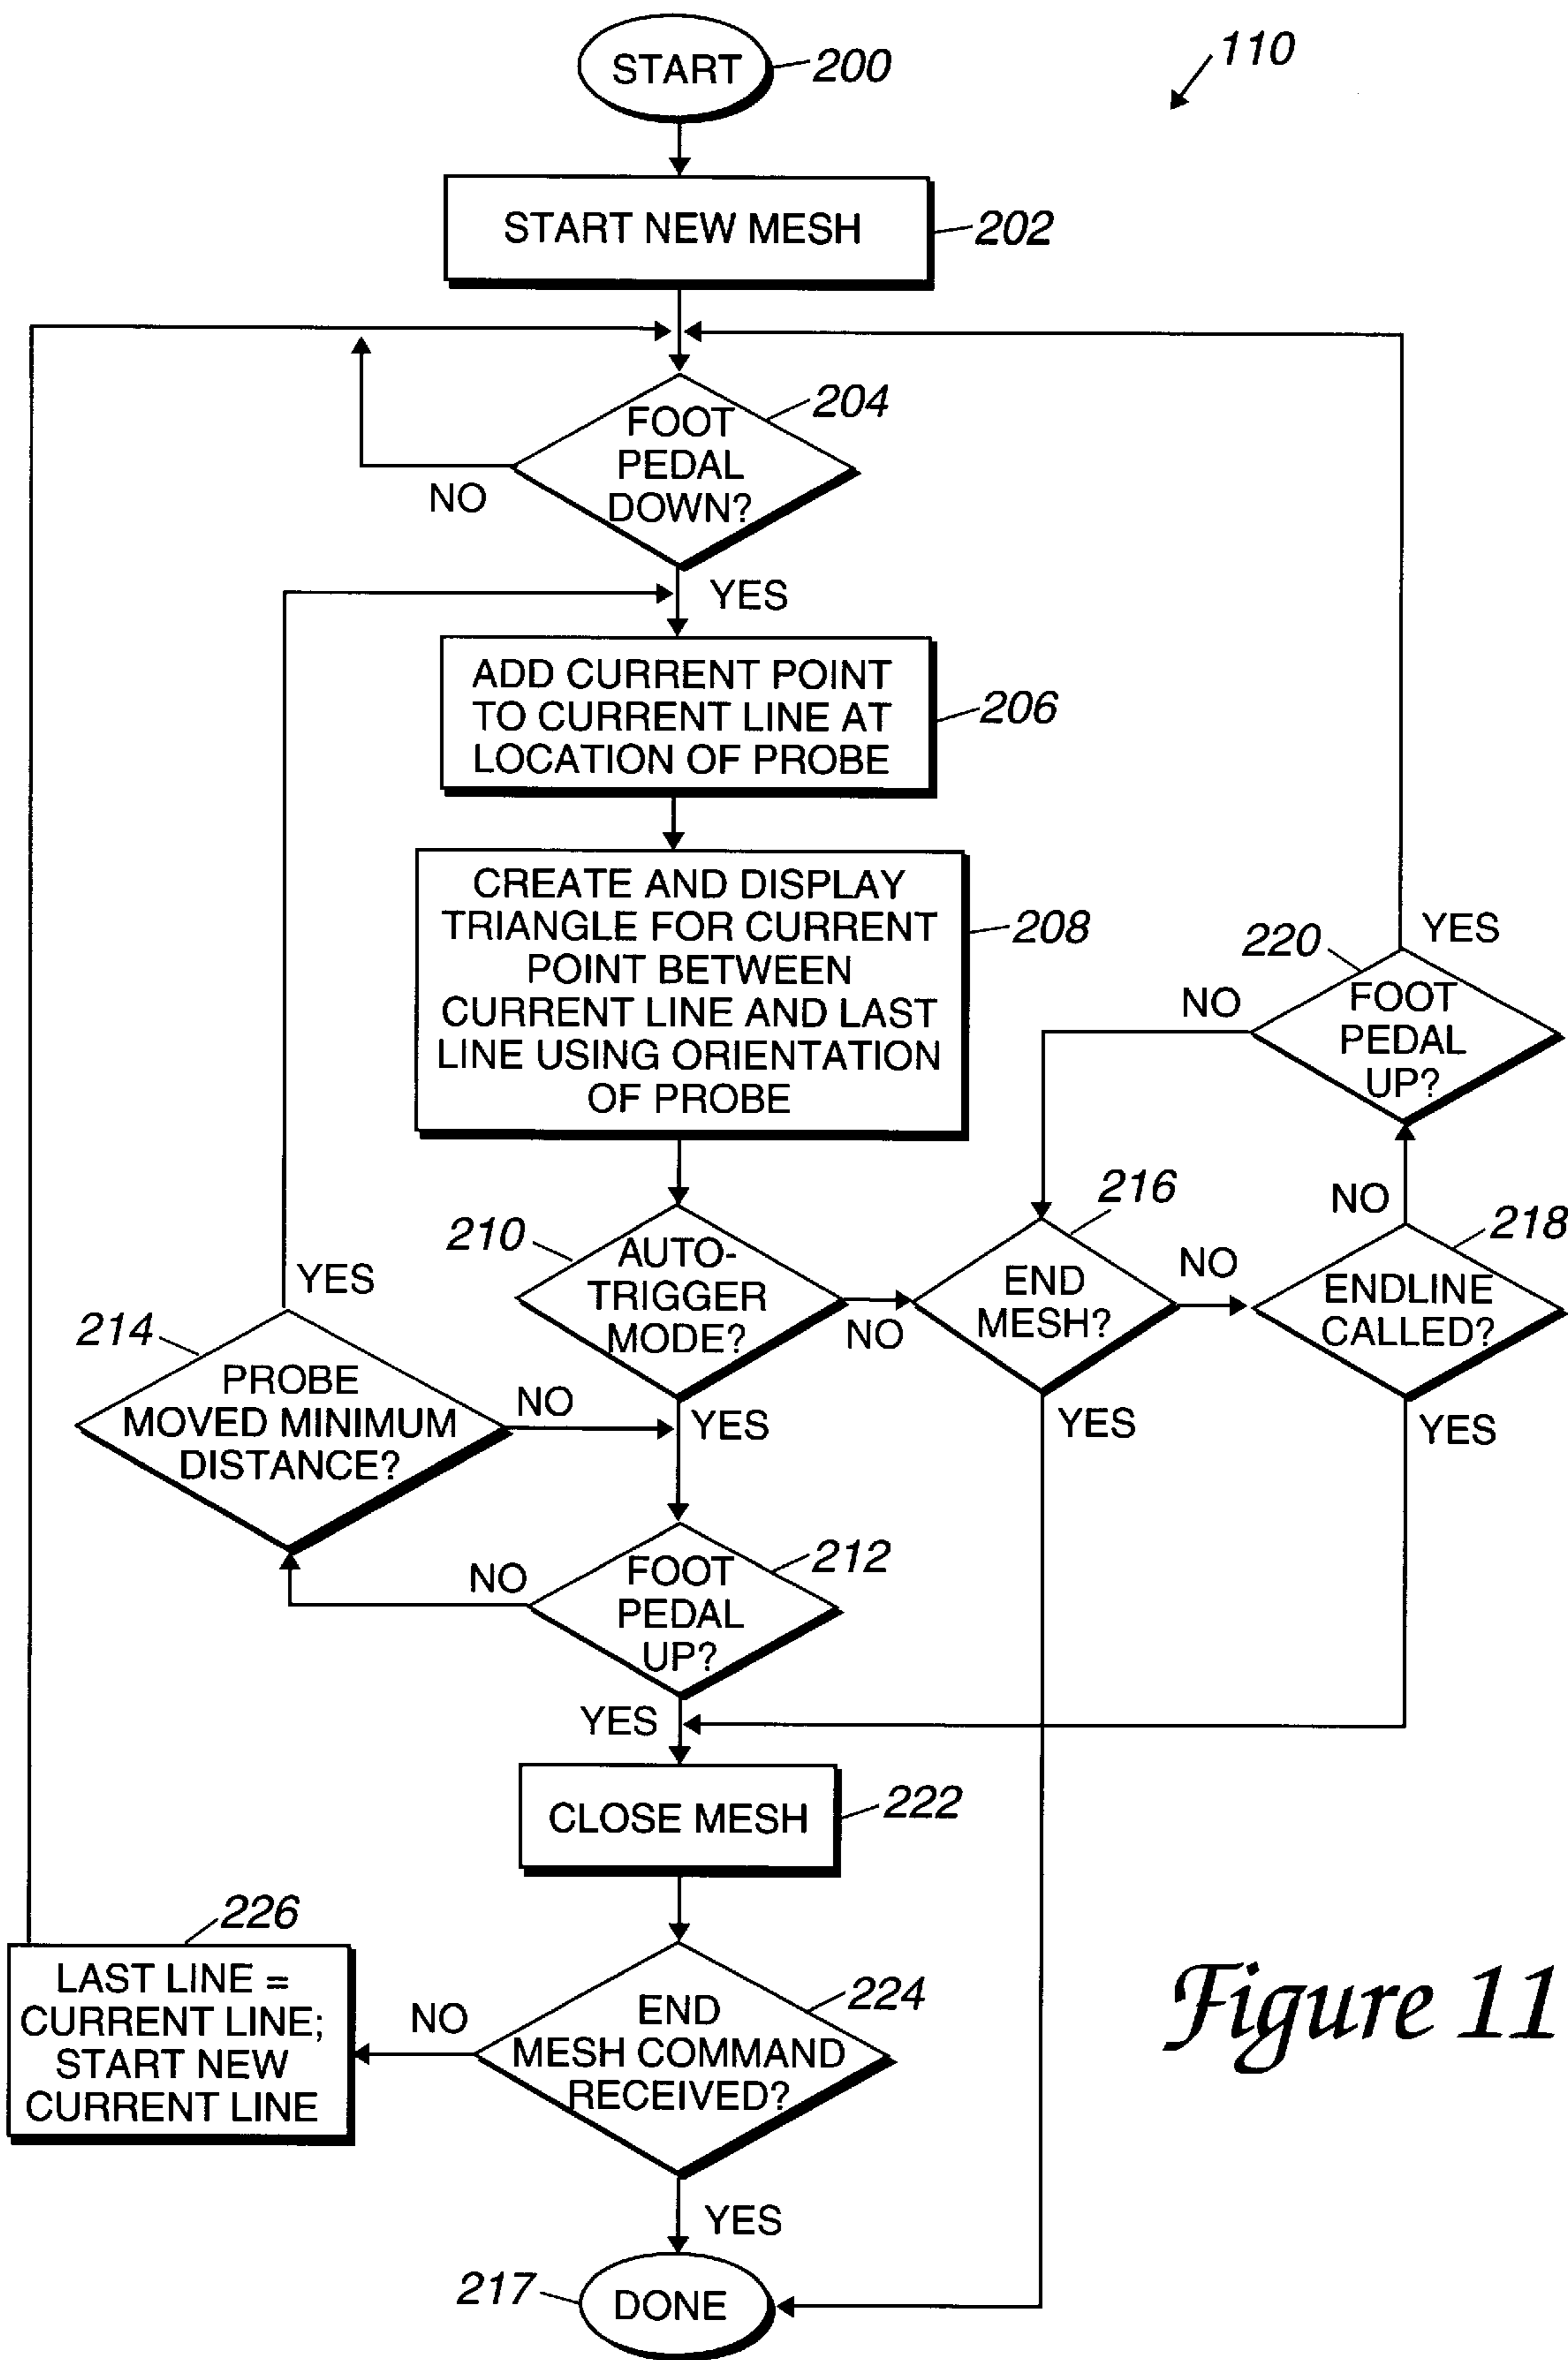 START
200
110
START NEW MESH
202
FOOT
PEDAL
DOWN?
204
NO
YES
ADD CURRENT POINT
TO CURRENT LINE AT
LOCATION OF PROBE
206
CREATE AND DISPLAY
TRIANGLE FOR CURRENT
POINT BETWEEN
CURRENT LINE AND LAST
LINE USING ORIENTATION
OF PROBE
208
YES
220
FOOT
PEDAL
UP?
NO
210
AUTO-
TRIGGER
MODE?
NO
YES
216
END
MESH?
NO
YES
NO
218
ENDLINE
CALLED?
YES
YES
214
PROBE
MOVED MINIMUM
DISTANCE?
NO
212
FOOT
PEDAL
UP?
NO
YES
CLOSE MESH
222
226
LAST LINE =
CURRENT LINE;
START NEW
CURRENT LINE
NO
END
MESH COMMAND
RECEIVED?
224
YES
217
DONE
Figure 11